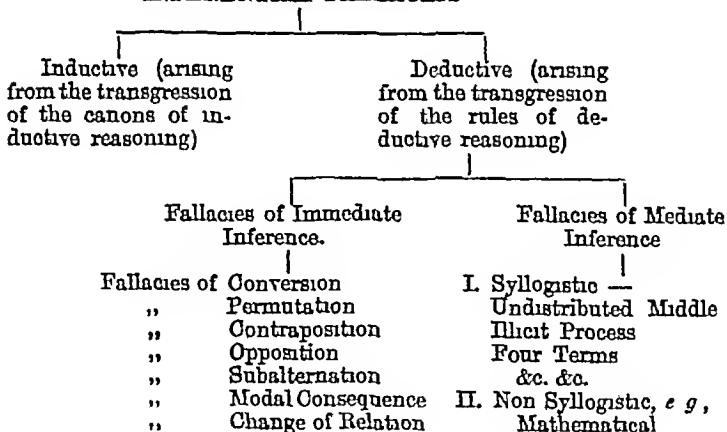 Inductive (arising
from the transgression
of the canons of in-
ductive reasoning)
Deductive (arising
from the transgression
of the rules of de-
ductive reasoning)
Fallacies of Immediate
Inference.
Fallacies of Conversion
„ Permutation
„ Contraposition
„ Opposition
„ Subalternation
„ Modal Consequence
„ Change of Relation
Fallacies of Mediate
Inference
I. Syllogistic —
Undistributed Middle
Illicit Process
Four Terms
&c. &c.
II. Non Syllogistic, e g,
Mathematical